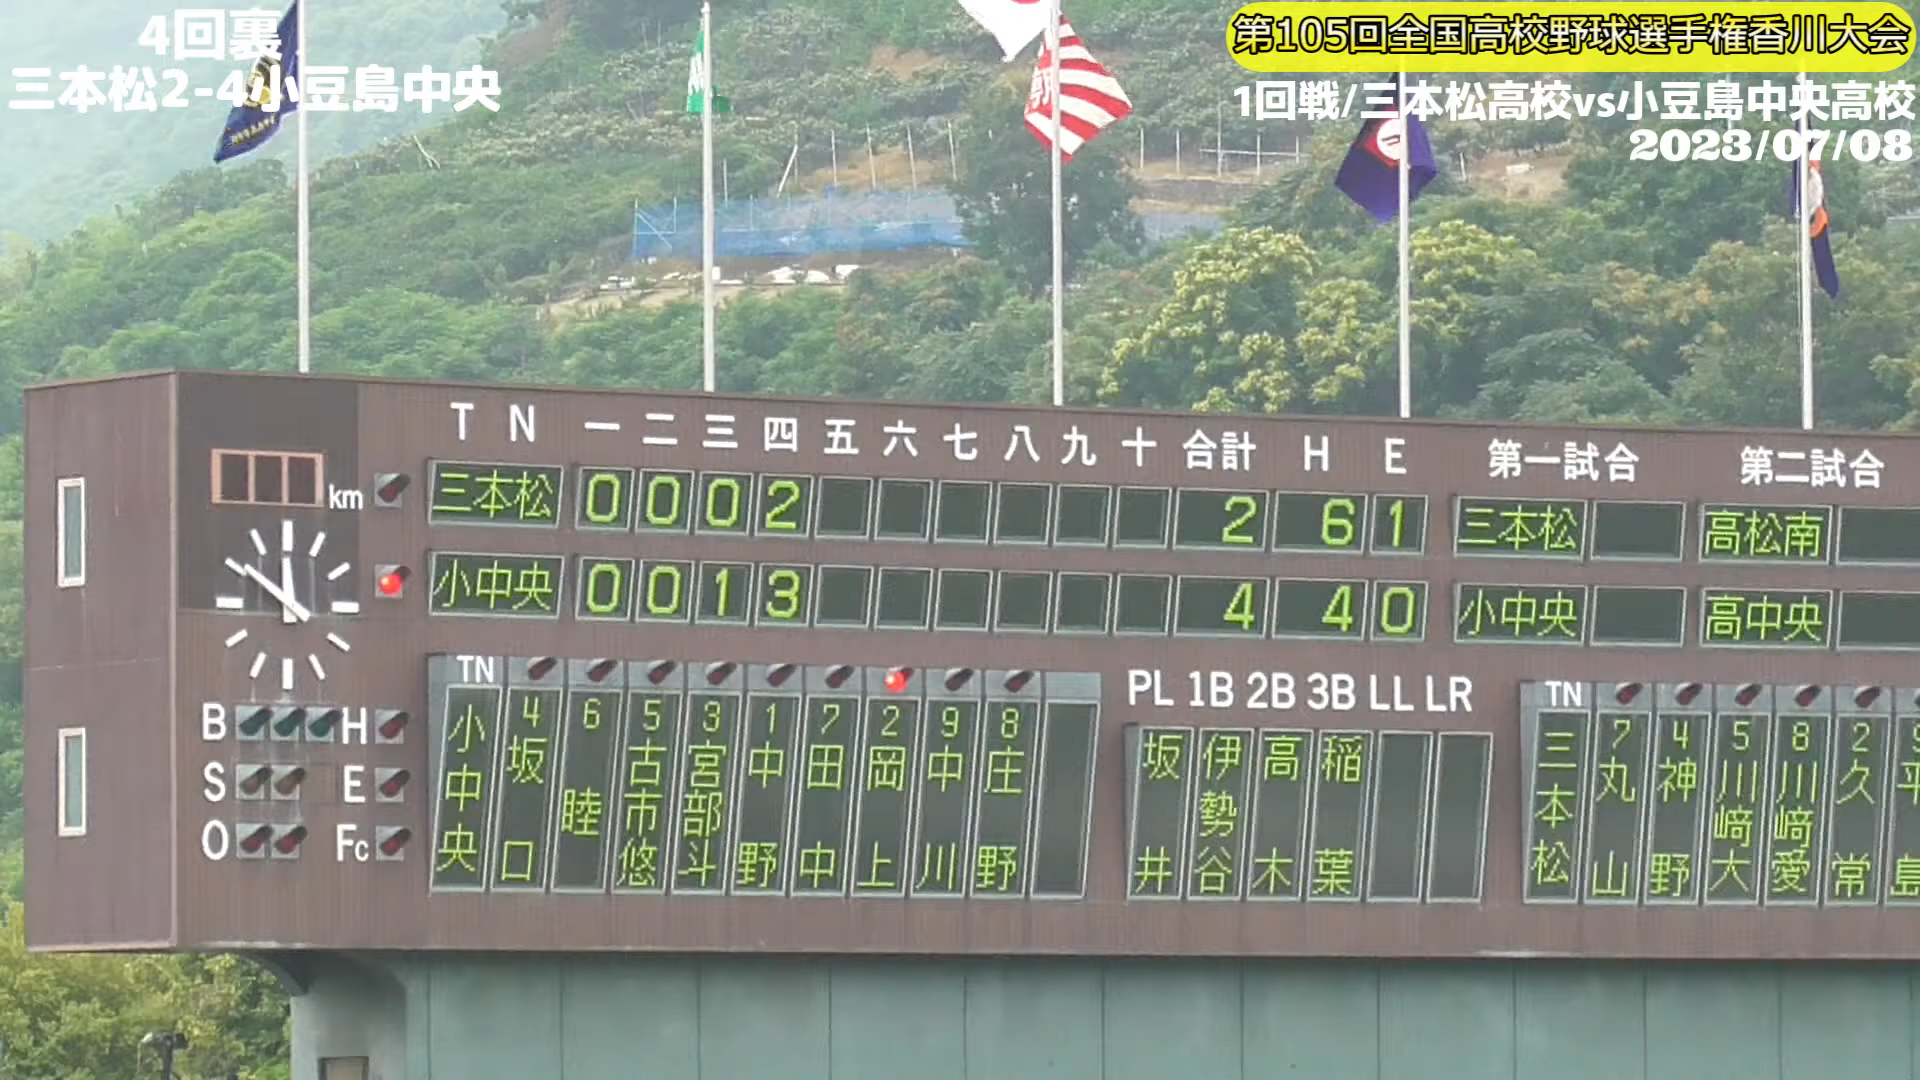 4回裏
三本松2-4小豆島中央
第105回全国高校野球選手権香川大会
1回戦/三本松高校vs小豆島中央高校
2023/07/08
TN 一 二 三 四 五 六 七 八 九 十 合計 H E 第一試合 第二試合
三本松 0 0 0 2 2 6 1 三本松 高松南
小中央 0 0 1 3 4 4 0 小中央 高中央
km
TN
小中央
4 坂口
6 睦
5 古市悠
3 宮部斗
1 中野
7 田中
2 岡上
9 中川
8 庄野
PL 1B 2B 3B LL LR
坂井
伊勢谷
高木
稲葉
TN
三本松
7 丸山
4 神野
5 川﨑大
8 川﨑愛
2 久常
B H
S E
O Fc